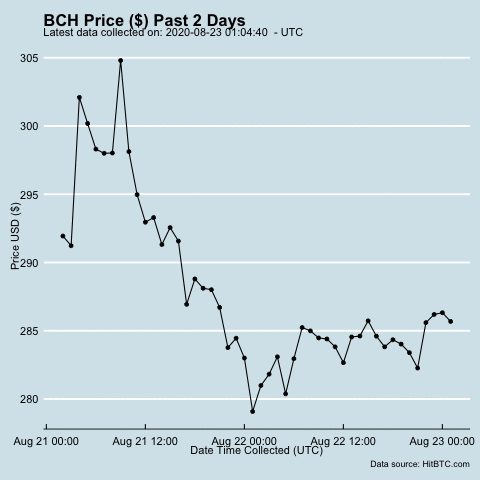 BCH Price ($) Past 2 Days
Latest data collected on: 2020-08-23 01:04:40 - UTC
305
300
295
290
285
280
Price USD ($)
Aug 21 00:00 Aug 21 12:00 Aug 22 00:00 Aug 22 12:00 Aug 23 00:00
Date Time Collected (UTC)
Data source: HitBTC.com